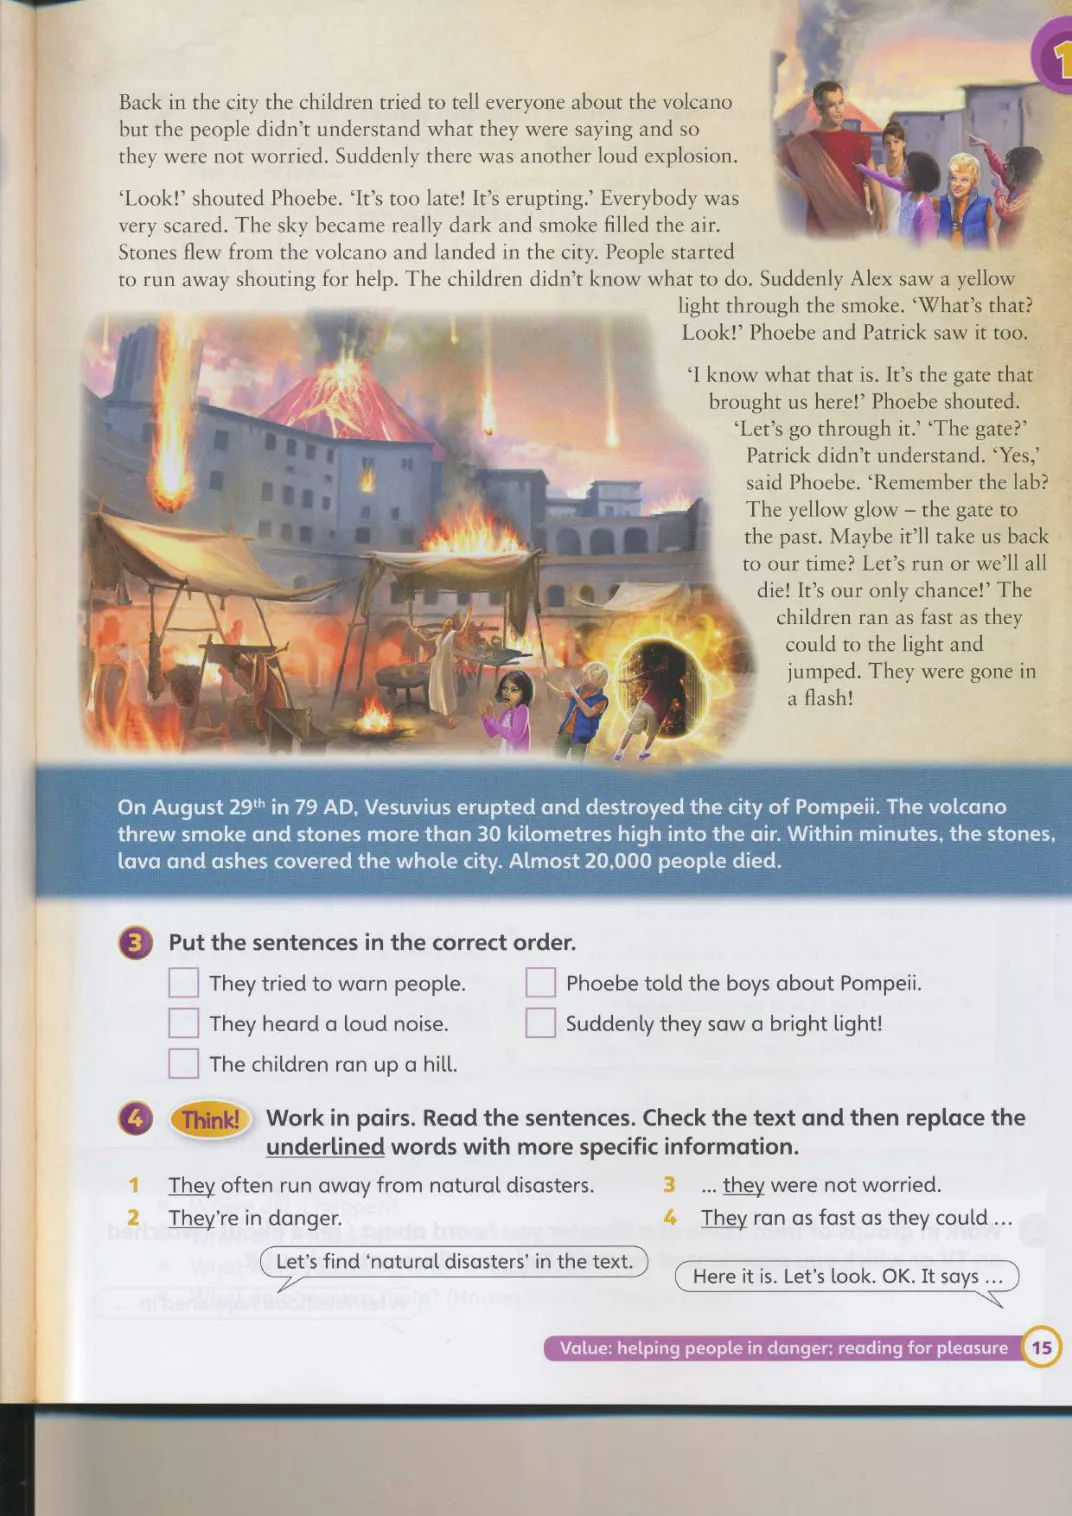 1
Back in the city the children tried to tell everyone about the volcano
but the people didn't understand what they were saying and so
they were not worried. Suddenly there was another loud explosion.
'Look!' shouted Phoebe. 'It's too late! It's erupting.' Everybody was
very scared. The sky became really dark and smoke filled the air.
Stones flew from the volcano and landed in the city. People started
to run away shouting for help. The children didn't know what to do. Suddenly Alex saw a yellow
light through the smoke. 'What's that?
Look!' Phoebe and Patrick saw it too.
'I know what that is. It's the gate that
brought us here!' Phoebe shouted.
'Let's go through it.' 'The gate?'
Patrick didn't understand. 'Yes,'
said Phoebe. 'Remember the lab?
The yellow glow – the gate to
the past. Maybe it'll take us back
to our time? Let's run or we'll all
die! It's our only chance!' The
children ran as fast as they
could to the light and
jumped. They were gone in
a flash!
On August 29th in 79 AD, Vesuvius erupted and destroyed the city of Pompeii. The volcano
threw smoke and stones more than 30 kilometres high into the air. Within minutes, the stones,
lava and ashes covered the whole city. Almost 20,000 people died.
3 Put the sentences in the correct order.
They tried to warn people.
They heard a loud noise.
The children ran up a hill.
Phoebe told the boys about Pompeii.
Suddenly they saw a bright light!
4 Think! Work in pairs. Read the sentences. Check the text and then replace the
underlined words with more specific information.
1 They often run away from natural disasters.
2 They're in danger.
3 ... they were not worried.
4 They ran as fast as they could ...
Let's find 'natural disasters' in the text.
Here it is. Let's look. OK. It says ...
Value: helping people in danger; reading for pleasure 15